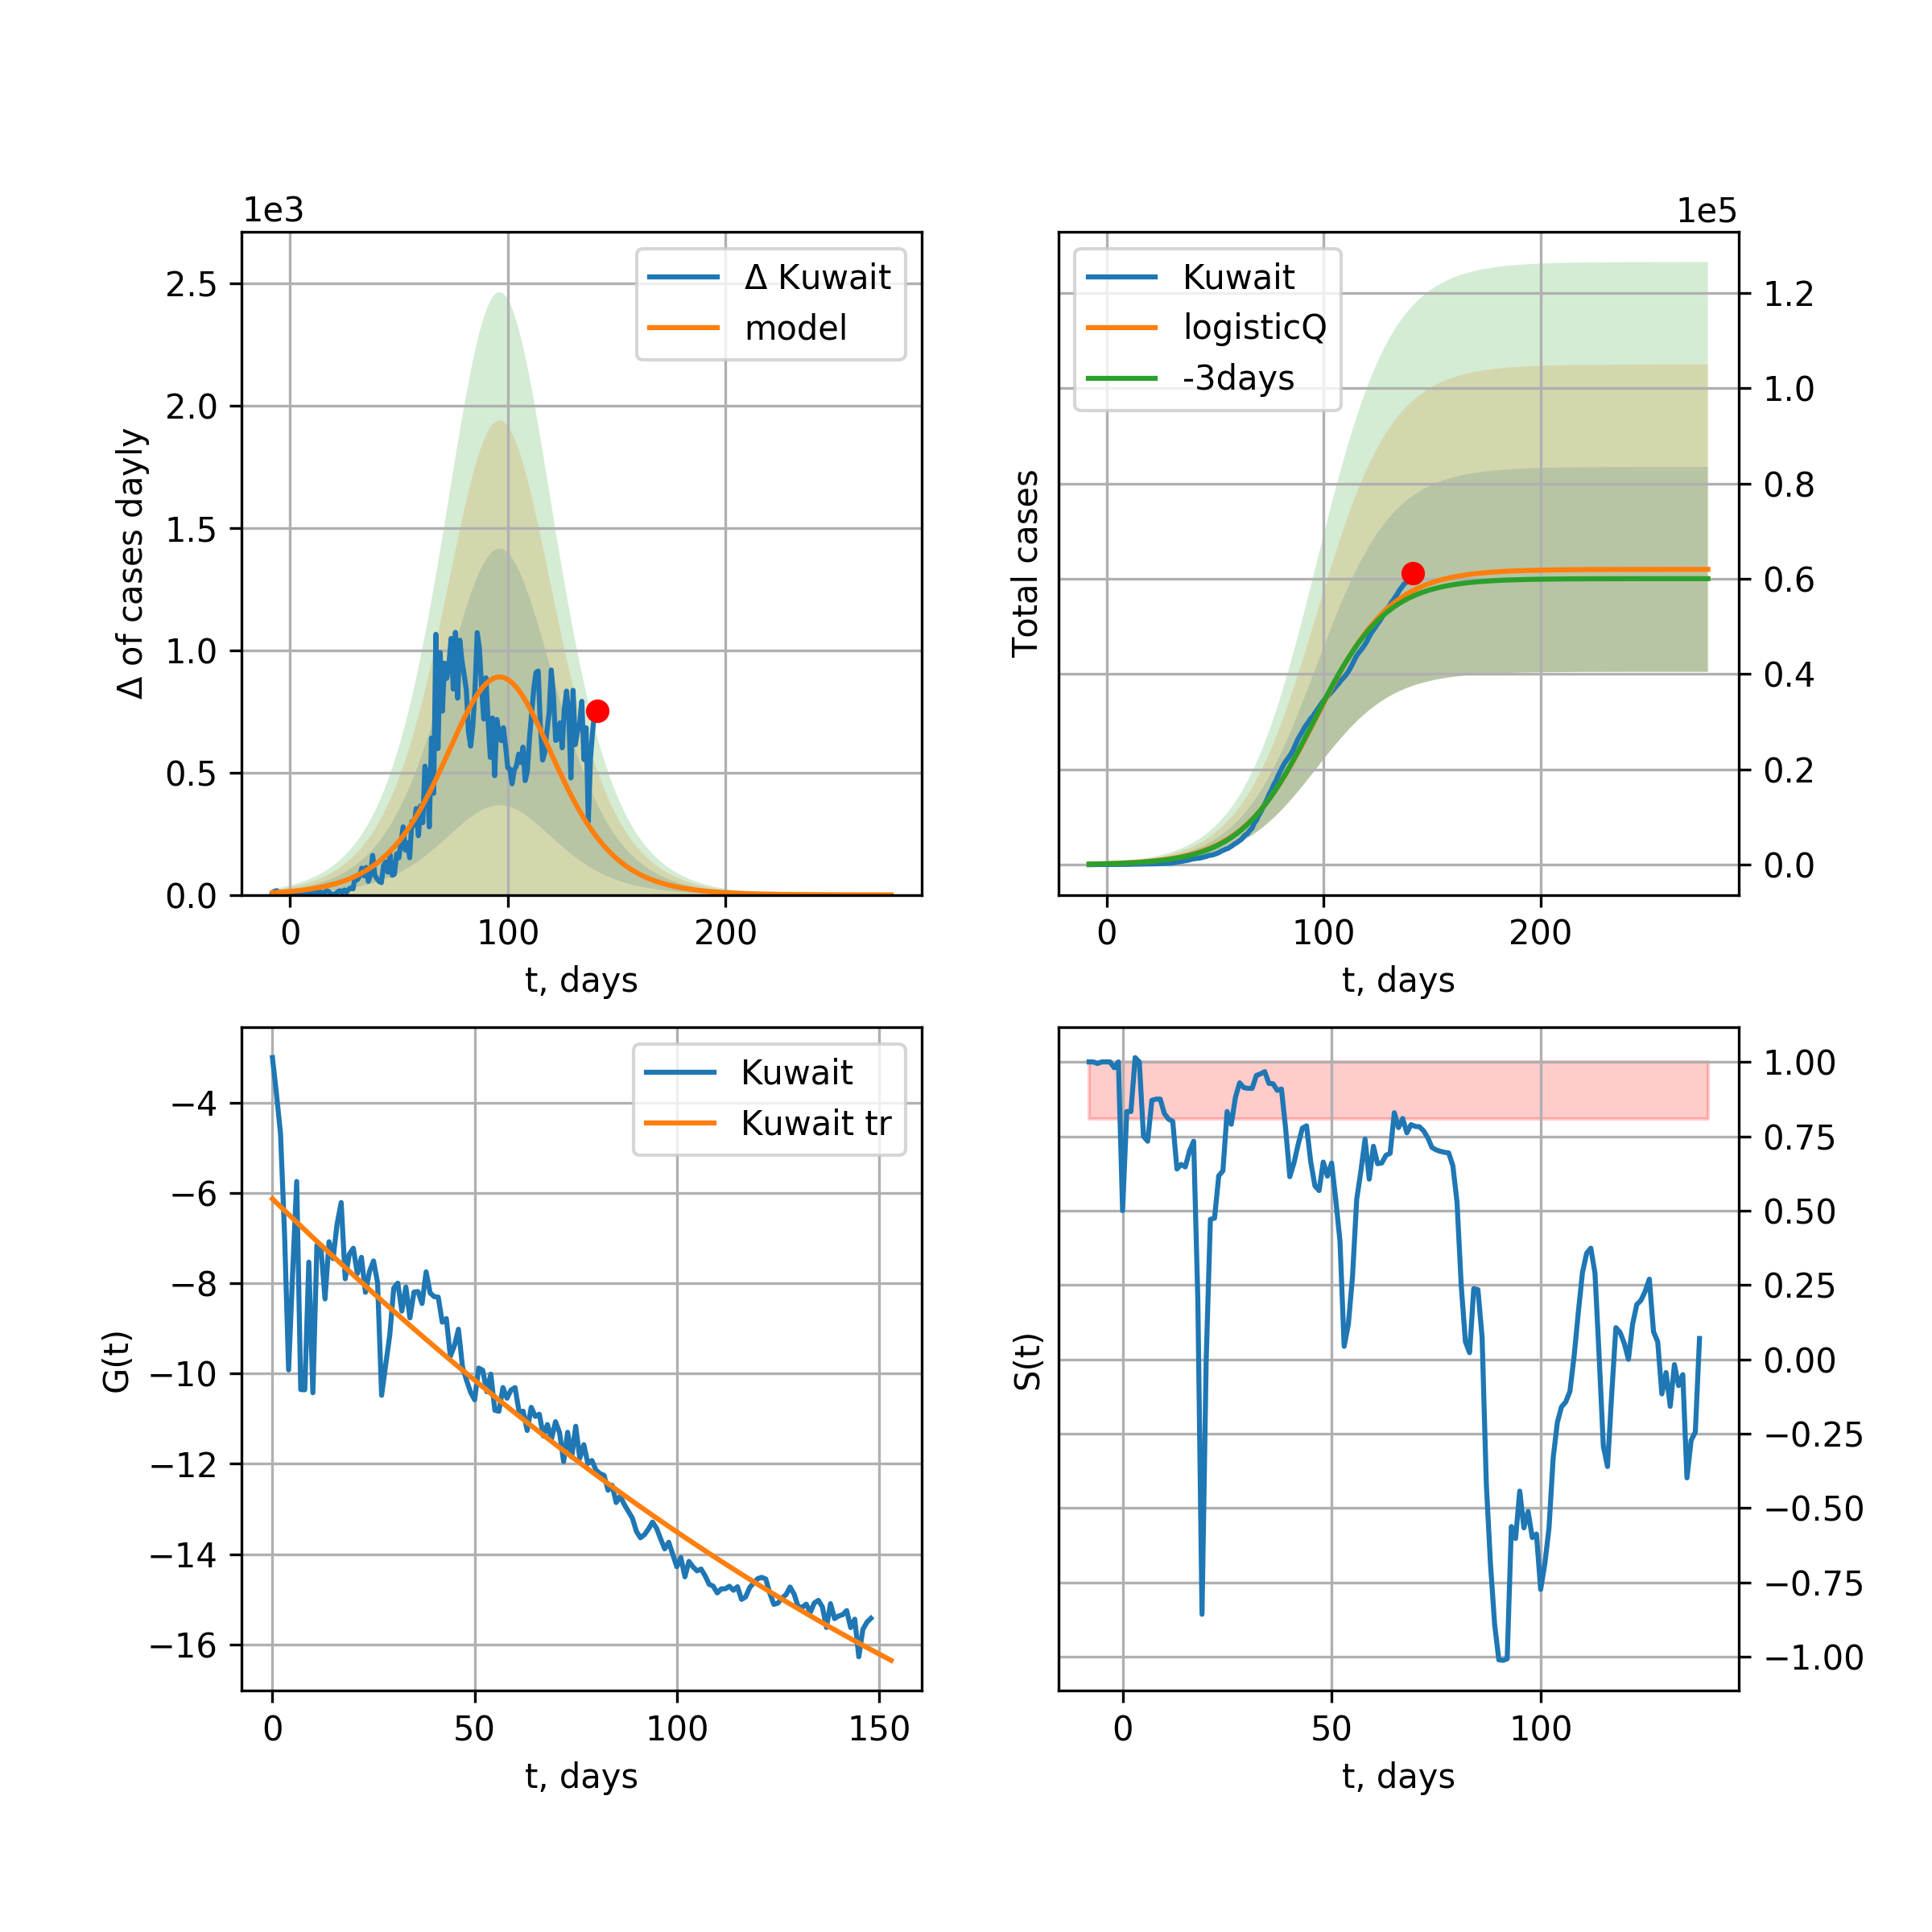 1e3
2.5
2.0
1.5
1.0
0.5
0.0
Δ of cases dayly
Δ Kuwait
model
0
100
200
t, days
1e5
Kuwait
logisticQ
-3days
Total cases
1.2
1.0
0.8
0.6
0.4
0.2
0.0
0
100
200
t, days
−4
−6
−8
−10
−12
−14
−16
G(t)
Kuwait
Kuwait tr
0
50
100
150
t, days
S(t)
1.00
0.75
0.50
0.25
0.00
−0.25
−0.50
−0.75
−1.00
0
50
100
t, days